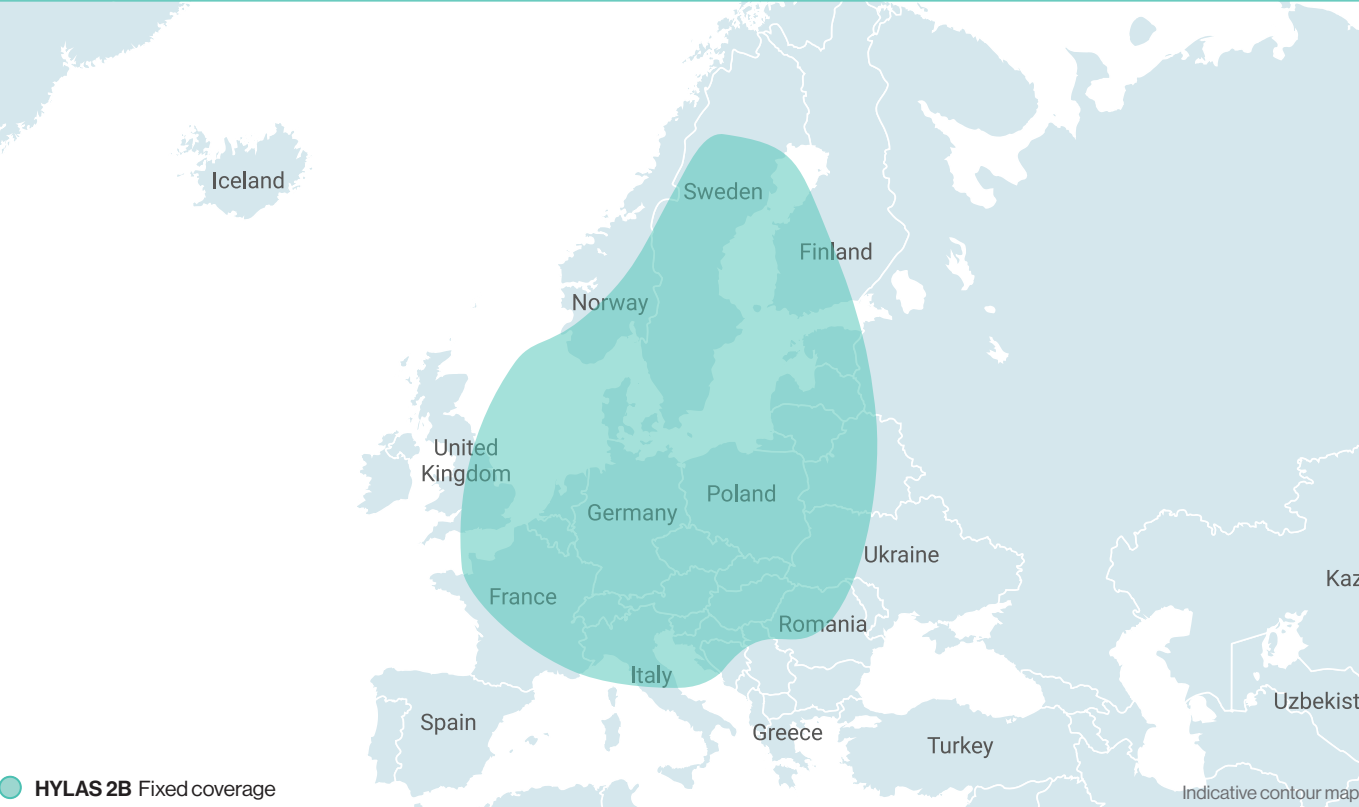 Iceland
Sweden
Finland
Norway
United
Kingdom
Poland
Germany
Ukraine
Kaz
France
Romania
Italy
Uzbekist
Spain
Greece
Turkey
HYLAS 2B Fixed coverage
Indicative contour map